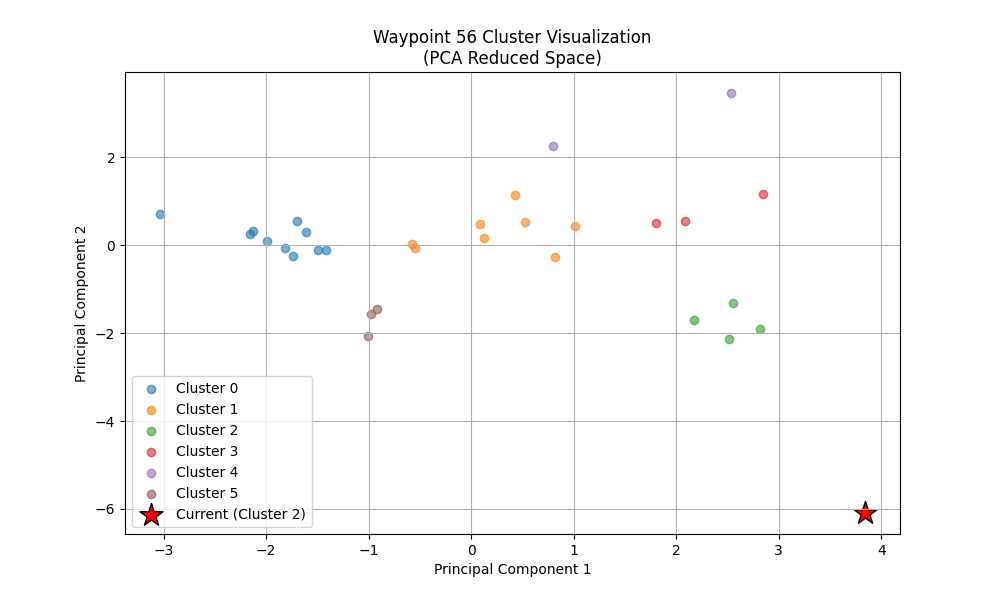 Waypoint 56 Cluster Visualization
(PCA Reduced Space)
Principal Component 2
2
0
−2
−4
−6
Cluster 0
Cluster 1
Cluster 2
Cluster 3
Cluster 4
Cluster 5
Current (Cluster 2)
−3 −2 −1 0 1 2 3 4
Principal Component 1